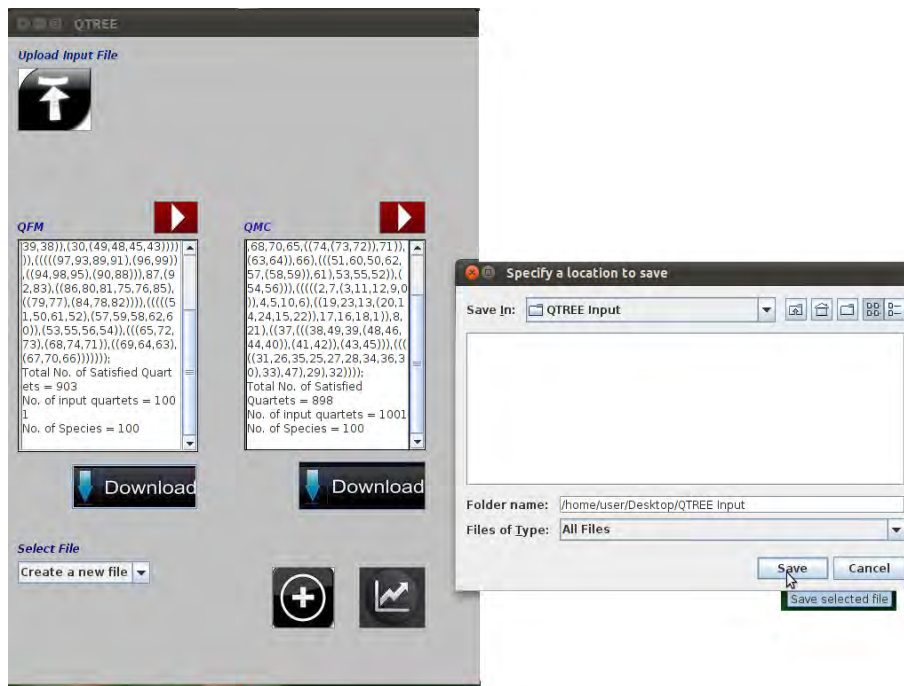 QTREE
Upload Input File
QFM
39,38)),(30,(49,48,45,43))))
)),(((((97,93,89,91),(96,99))
,((94,98,95),(90,88))),87,(9
2,83),((86,80,81,75,76,85),
((79,77),(84,78,82)))),(((((5
1,50,61,52),(57,59,58,62,6
0)),(53,55,56,54)),(((65,72,
73),(68,74,71)),((69,64,63),
(67,70,66)))))));
Total No. of Satisfied Quart
ets = 903
No. of input quartets = 100
1
No. of Species = 100
Download
QMC
,68,70,65,((74,(73,72)),71)),
(63,64)),66),(((51,60,50,62,
57,(58,59)),61),53,55,52)),(
54,56))),(((((2,7,(3,11,12,9,0
)),4,5,10,6),((19,23,13,(20,1
4,24,15,22)),17,16,18,1)),8,
21),((37,(((38,49,39,(48,46,
44,40)),(41,42)),(43,45))),((
((31,26,35,25,27,28,34,36,3
0),33),47),29),32))));
Total No. of Satisfied
Quartets = 898
No. of input quartets = 1001
No. of Species = 100
Download
Select File
Create a new file
Specify a location to save
Save In: QTREE Input
Folder name: /home/user/Desktop/QTREE Input
Files of Type: All Files
Save Cancel
Save selected file